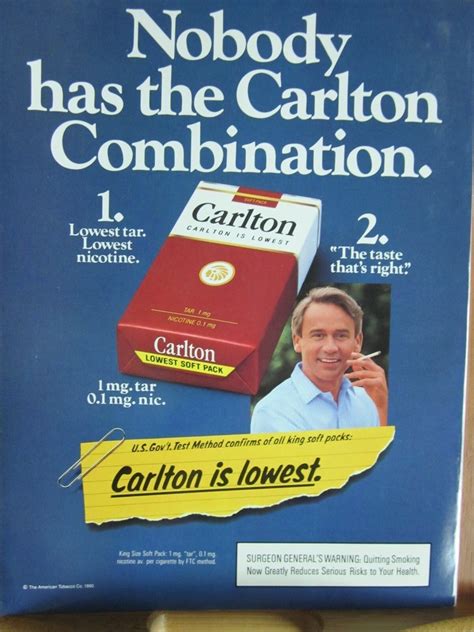 Nobody
has the Carlton
Combination.
1.
Lowest tar.
Lowest
nicotine.
SOFT PACK
Carlton
CARLTON IS LOWEST
TAR 1 mg.
NICOTINE 0.1 mg.
Carlton
LOWEST SOFT PACK
1 mg. tar
0.1 mg. nic.
2.
"The taste
that's right."
U.S. Gov't. Test Method confirms of all king soft packs:
Carlton is lowest.
King Size Soft Pack: 1 mg. "tar", 0.1 mg.
nicotine av. per cigarette by FTC method.
SURGEON GENERAL'S WARNING: Quitting Smoking
Now Greatly Reduces Serious Risks to Your Health.
© The American Tobacco Co. 1990.